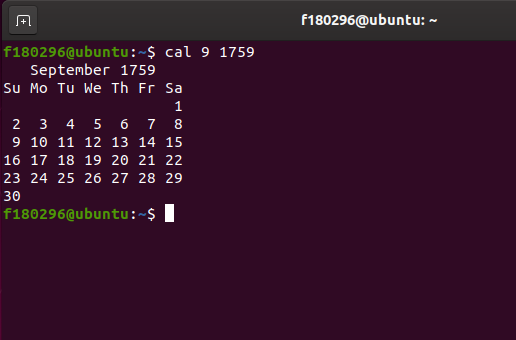 f180296@ubuntu: ~
f180296@ubuntu:~$ cal 9 1759
   September 1759
Su Mo Tu We Th Fr Sa
                   1
 2  3  4  5  6  7  8
 9 10 11 12 13 14 15
16 17 18 19 20 21 22
23 24 25 26 27 28 29
30
f180296@ubuntu:~$